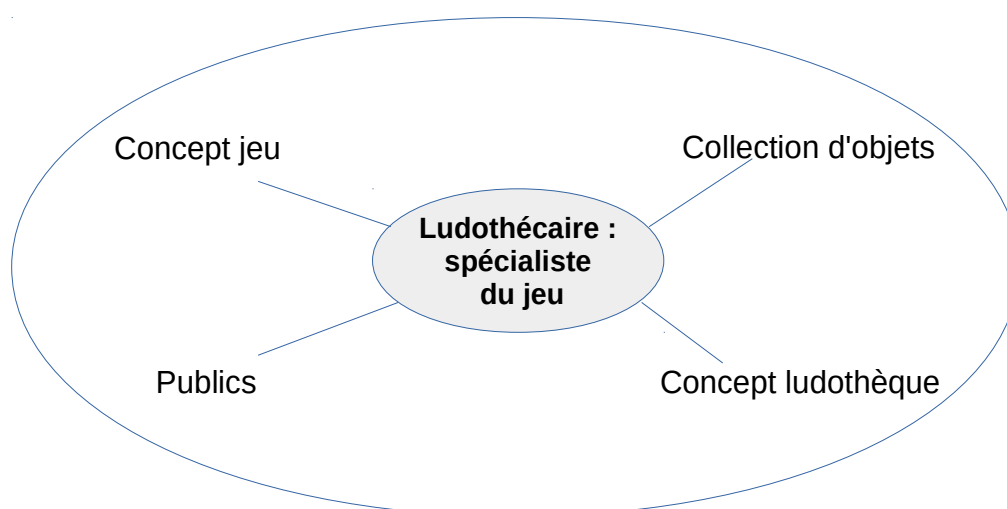 Concept jeu
Collection d'objets
Ludothécaire :
spécialiste
du jeu
Publics
Concept ludothèque